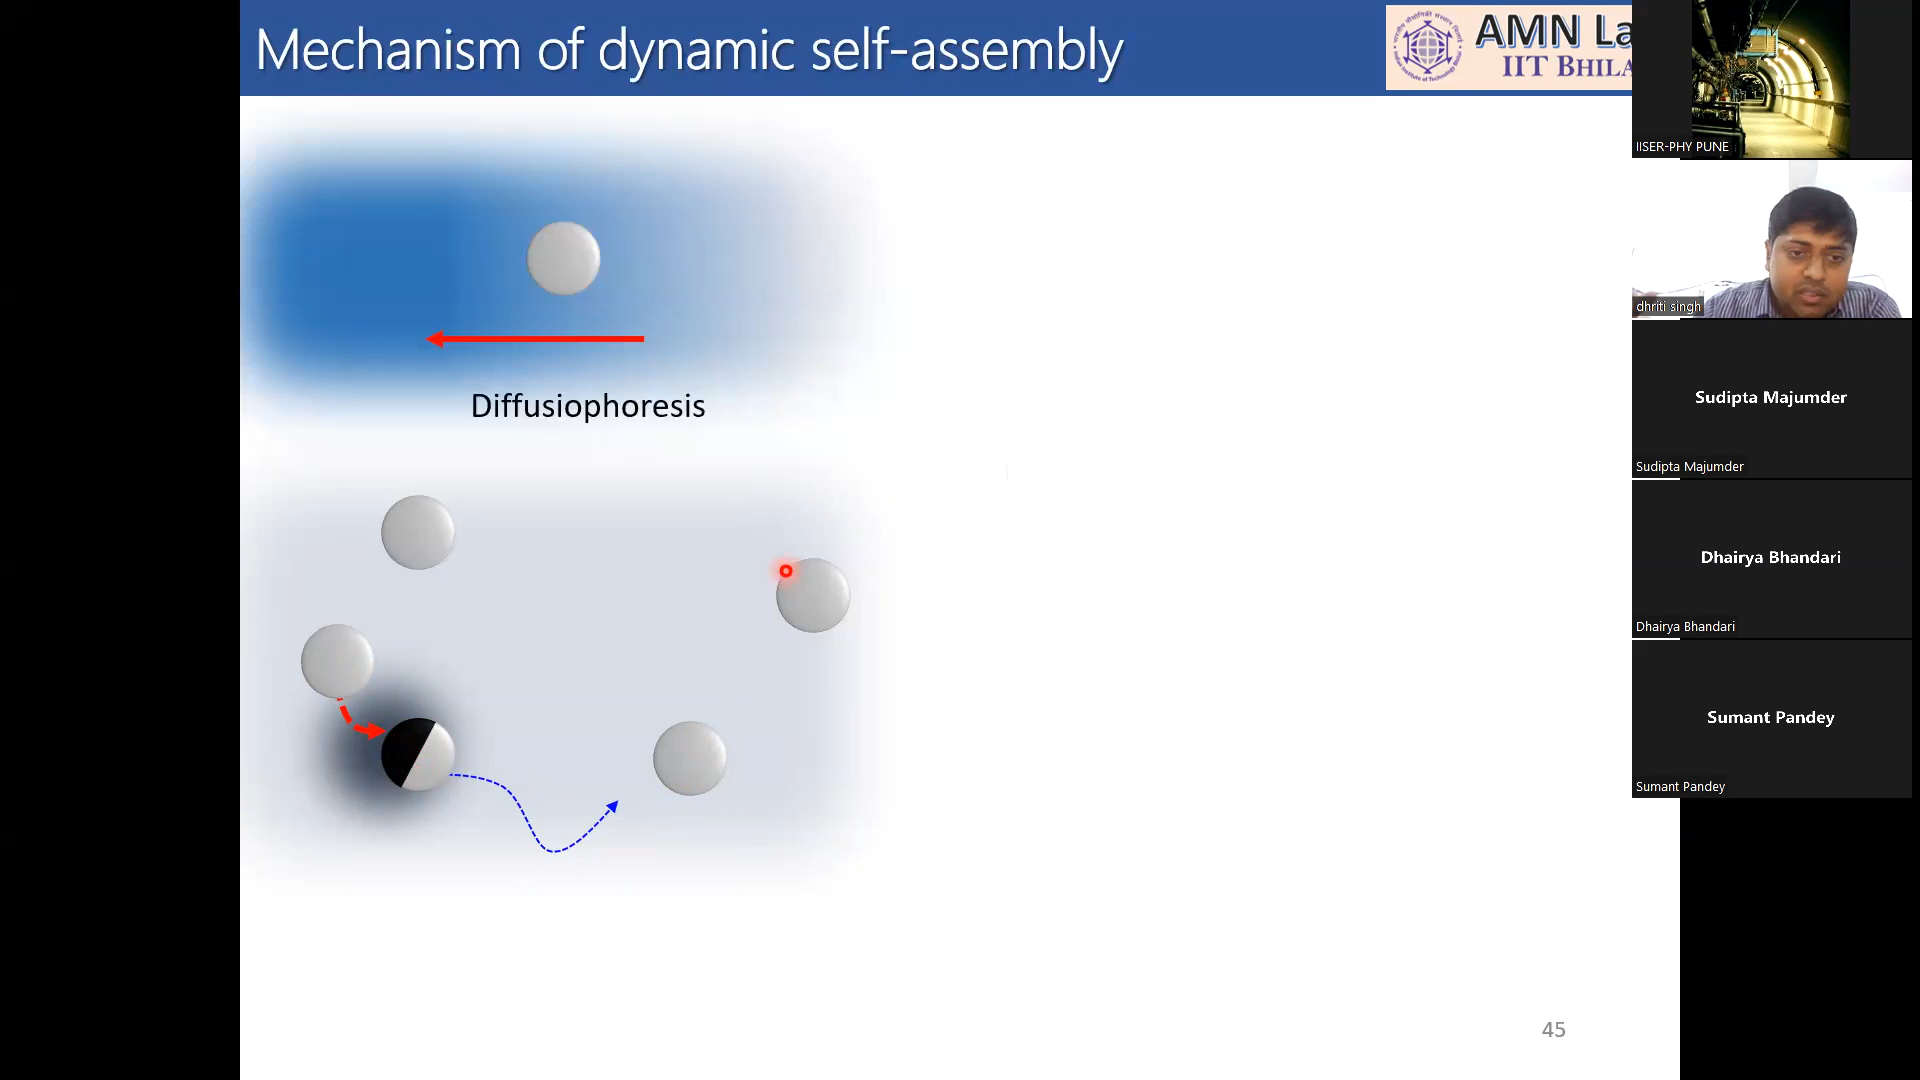 Mechanism of dynamic self-assembly
AMN La
IIT BHILA
Diffusiophoresis
45
IISER-PHY PUNE
dhriti singh
Sudipta Majumder
Sudipta Majumder
Dhairya Bhandari
Dhairya Bhandari
Sumant Pandey
Sumant Pandey